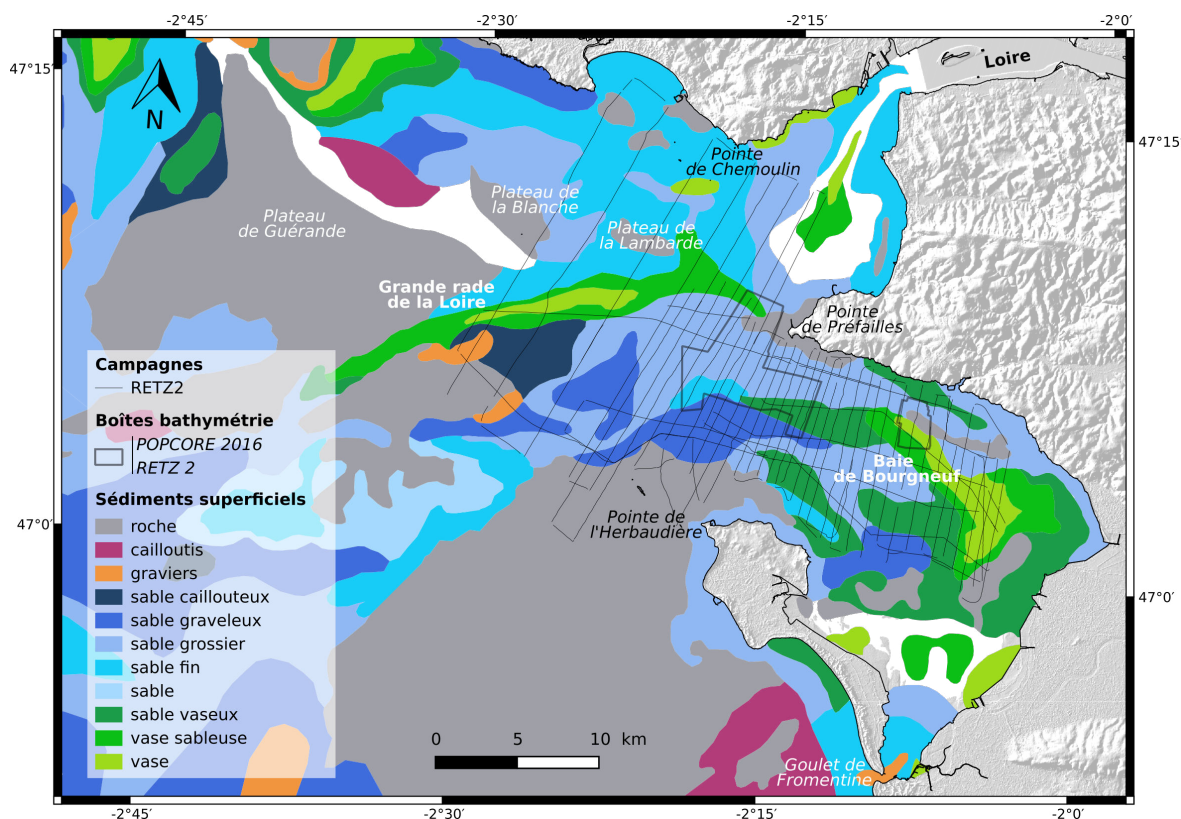 -2°45′
-2°30′
-2°15′
-2°0′
47°15′
N
Loire
47°15′
Pointe
de Chemoulin
Plateau de
la Blanche
Plateau
de Guérande
Plateau de
la Lambarde
Grande rade
de la Loire
Pointe
de Préfailles
Campagnes
RETZ2
Boîtes bathymétrie
POPCORE 2016
RETZ 2
Baie
de Bourgneuf
Sédiments superficiels
roche
cailloutis
graviers
sable caillouteux
sable graveleux
sable grossier
sable fin
sable
sable vaseux
vase sableuse
vase
47°0′
Pointe de
l'Herbaudière
47°0′
0 5 10 km
Goulet de
Fromentine
-2°45′
-2°30′
-2°15′
-2°0′